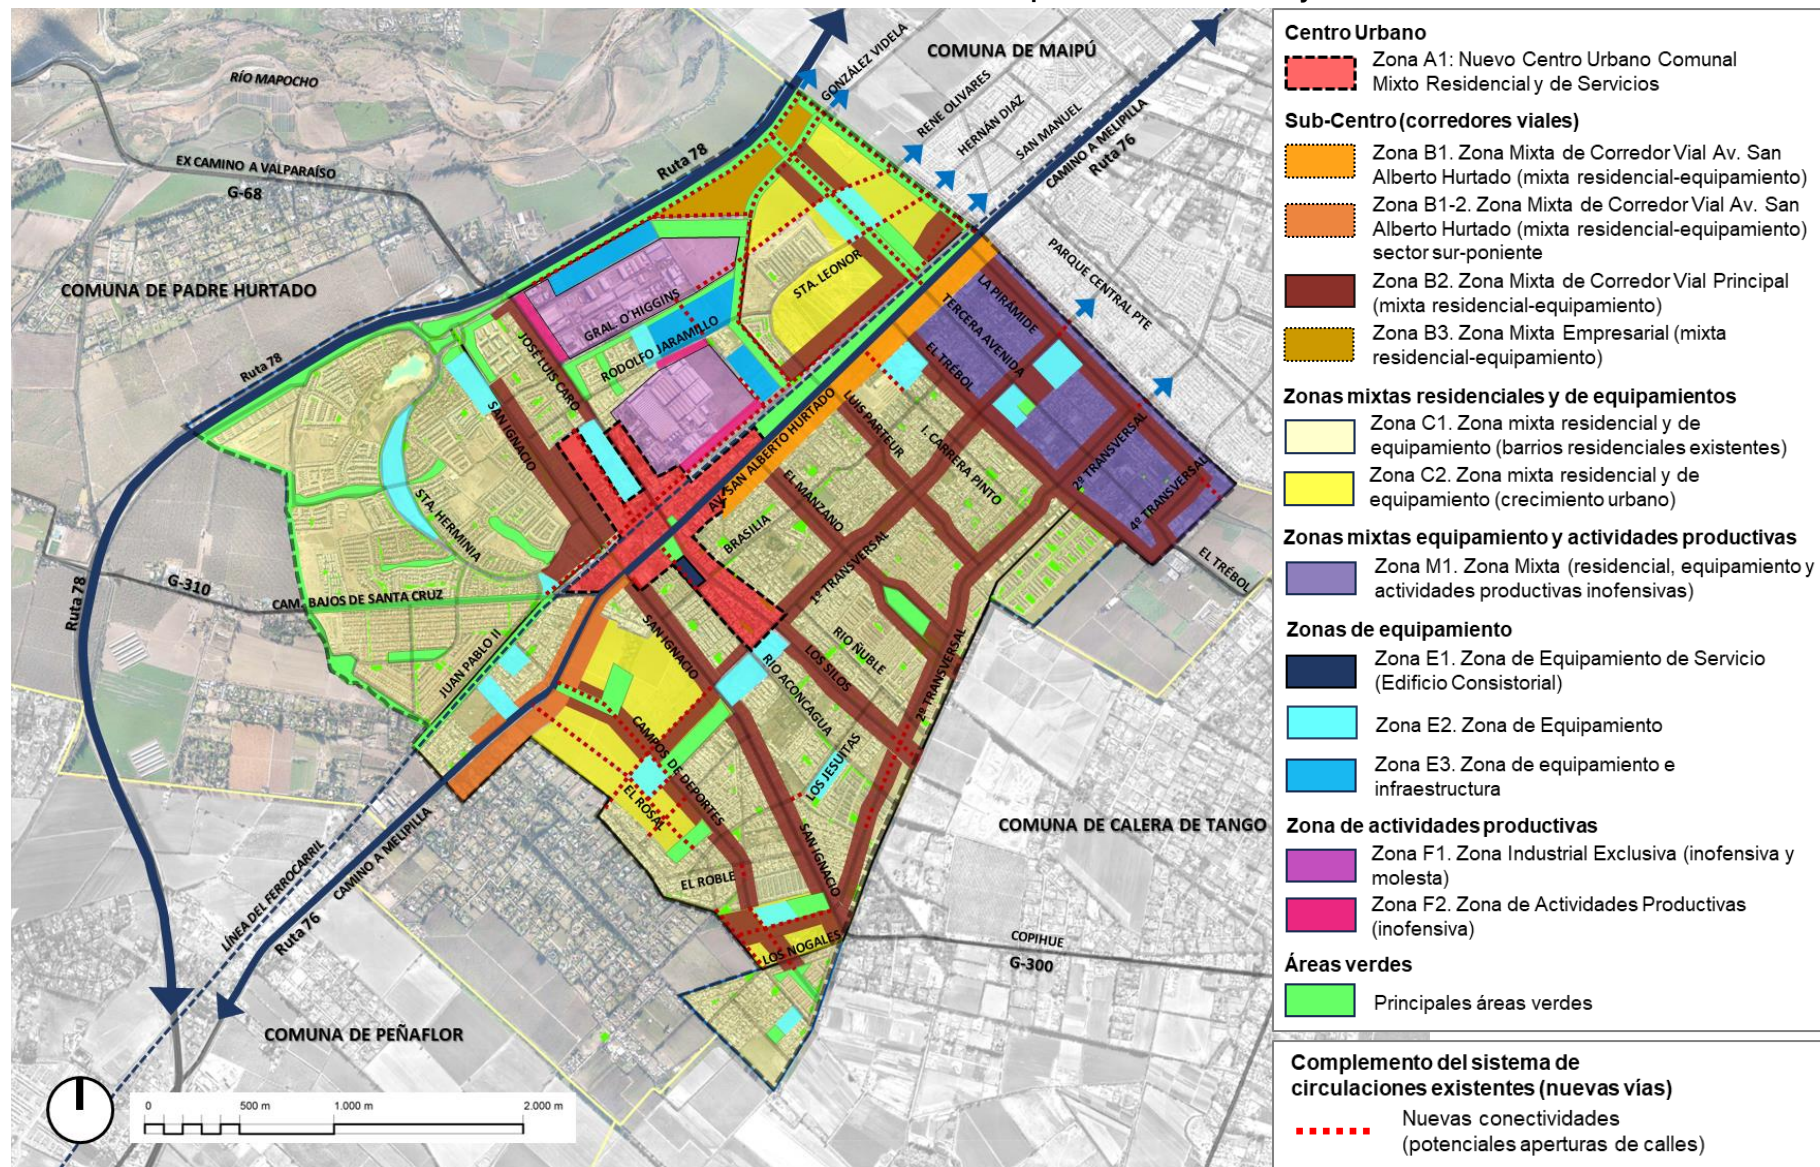 COMUNA DE MAIPÚ
GONZÁLEZ VIDELA
RENE OLIVARES
HERNÁN DIAZ
SAN MANUEL
CAMINO A MELIPILLA
Ruta 76
RÍO MAPOCHO
EX CAMINO A VALPARAÍSO
G-68
Ruta 78
COMUNA DE PADRE HURTADO
PARQUE CENTRAL PTE
LA PIRÁMIDE
TERCERA AVENIDA
EL TRÉBOL
STA. LEONOR
GRAL. O'HIGGINS
RODOLFO JARAMILLO
JOSÉ LUIS CARO
SAN IGNACIO
Ruta 78
LUIS PARTEUR
I. CARRERA PINTO
AV. SAN ALBERTO HURTADO
EL MANZANO
BRASILIA
2º TRANSVERSAL
4º TRANSVERSAL
EL TRÉBOL
STA. HERMINIA
1º TRANSVERSAL
G-310
CAM. BAJOS DE SANTA CRUZ
Ruta 78
JUAN PABLO II
SAN IGNACIO
RIO ÑUBLE
LOS SILOS
RIO ACONCAGUA
2º TRANSVERSAL
CAMPOS DE DEPORTES
LOS JESUITAS
EL ROSAL
SAN IGNACIO
EL ROBLE
LOS NOGALES
COMUNA DE CALERA DE TANGO
COPIHUE
G-300
LÍNEA DEL FERROCARRIL
CAMINO A MELIPILLA
Ruta 76
COMUNA DE PEÑAFLOR
0 500 m 1.000 m 2.000 m
Centro Urbano
Zona A1: Nuevo Centro Urbano Comunal
Mixto Residencial y de Servicios
Sub-Centro (corredores viales)
Zona B1. Zona Mixta de Corredor Vial Av. San
Alberto Hurtado (mixta residencial-equipamiento)
Zona B1-2. Zona Mixta de Corredor Vial Av. San
Alberto Hurtado (mixta residencial-equipamiento)
sector sur-poniente
Zona B2. Zona Mixta de Corredor Vial Principal
(mixta residencial-equipamiento)
Zona B3. Zona Mixta Empresarial (mixta
residencial-equipamiento)
Zonas mixtas residenciales y de equipamientos
Zona C1. Zona mixta residencial y de
equipamiento (barrios residenciales existentes)
Zona C2. Zona mixta residencial y de
equipamiento (crecimiento urbano)
Zonas mixtas equipamiento y actividades productivas
Zona M1. Zona Mixta (residencial, equipamiento y
actividades productivas inofensivas)
Zonas de equipamiento
Zona E1. Zona de Equipamiento de Servicio
(Edificio Consistorial)
Zona E2. Zona de Equipamiento
Zona E3. Zona de equipamiento e
infraestructura
Zona de actividades productivas
Zona F1. Zona Industrial Exclusiva (inofensiva y
molesta)
Zona F2. Zona de Actividades Productivas
(inofensiva)
Áreas verdes
Principales áreas verdes
Complemento del sistema de
circulaciones existentes (nuevas vías)
Nuevas conectividades
(potenciales aperturas de calles)